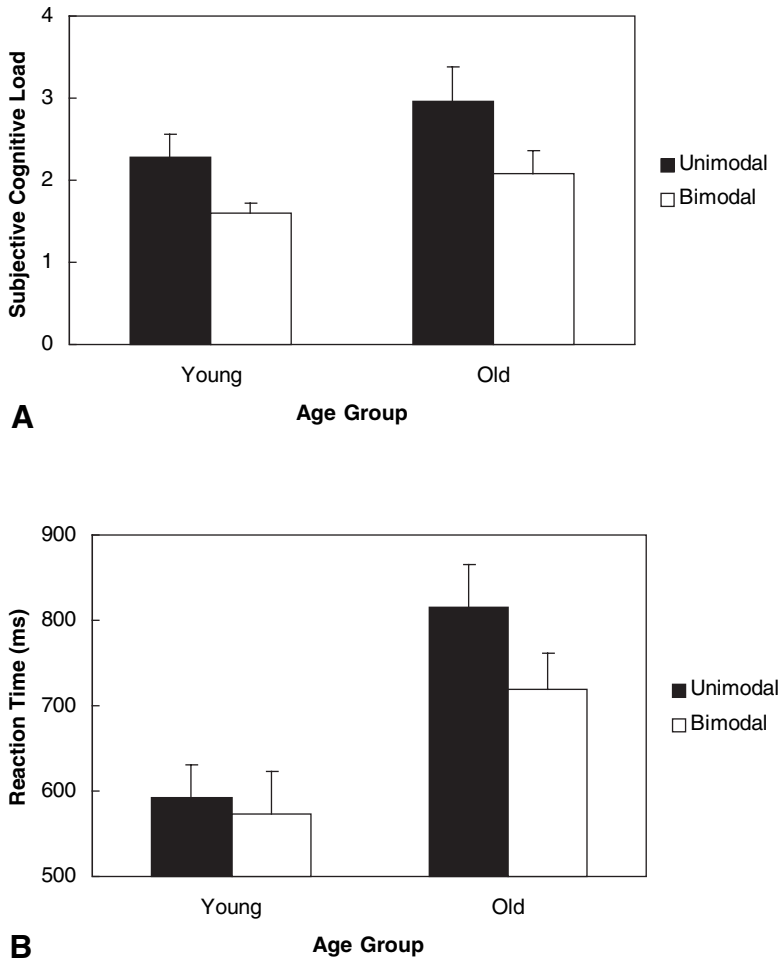 4
3
2
1
0
Subjective Cognitive Load
Young
Old
Age Group
Unimodal
Bimodal
A
900
800
700
600
500
Reaction Time (ms)
Young
Old
Age Group
Unimodal
Bimodal
B